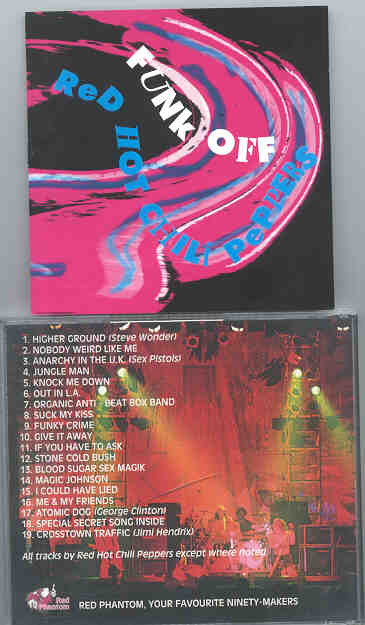 FUNK OFF
ReD HOT CHILI PePPERS
1. HIGHER GROUND (Steve Wonder)
2. NOBODY WEIRD LIKE ME
3. ANARCHY IN THE U.K. (Sex Pistols)
4. JUNGLE MAN
5. KNOCK ME DOWN
6. OUT IN L.A.
7. ORGANIC ANTI - BEAT BOX BAND
8. SUCK MY KISS
9. FUNKY CRIME
10. GIVE IT AWAY
11. IF YOU HAVE TO ASK
12. STONE COLD BUSH
13. BLOOD SUGAR SEX MAGIK
14. MAGIC JOHNSON
15. I COULD HAVE LIED
16. ME & MY FRIENDS
17. ATOMIC DOG (George Clinton)
18. SPECIAL SECRET SONG INSIDE
19. CROSSTOWN TRAFFIC (Jimi Hendrix)
All tracks by Red Hot Chili Peppers except where noted
Red
Phantom
RED PHANTOM, YOUR FAVOURITE NINETY-MAKERS